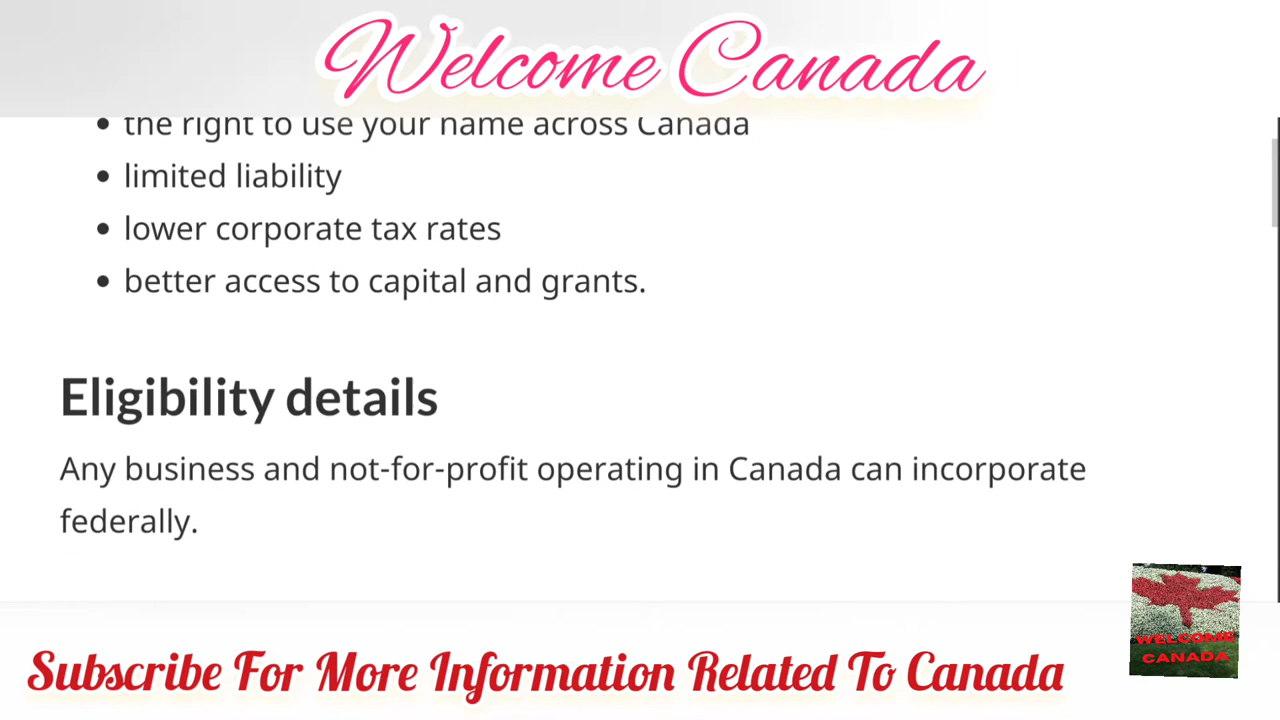 Welcome Canada
• the right to use your name across Canada
• limited liability
• lower corporate tax rates
• better access to capital and grants.
Eligibility details
Any business and not-for-profit operating in Canada can incorporate
federally.
WELCOME
CANADA
Subscribe For More Information Related To Canada